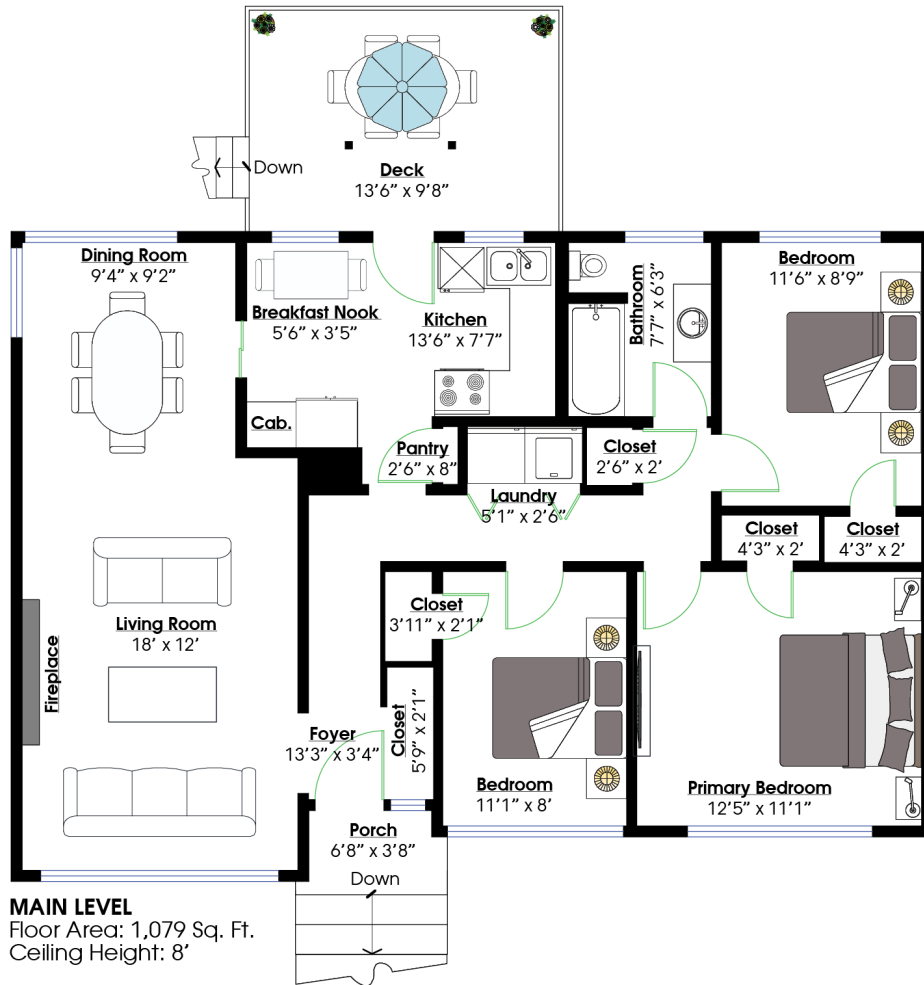 Down
Deck
13'6" x 9'8"
Dining Room
9'4" x 9'2"
Breakfast Nook
5'6" x 3'5"
Kitchen
13'6" x 7'7"
Bathroom
7'7" x 6'3"
Bedroom
11'6" x 8'9"
Cab.
Pantry
2'6" x 8"
Laundry
5'1" x 2'6"
Closet
2'6" x 2'
Closet
4'3" x 2'
Closet
4'3" x 2'
Fireplace
Living Room
18' x 12'
Closet
3'11" x 2'1"
Foyer
13'3" x 3'4"
Closet
5'9" x 2'1"
Bedroom
11'1" x 8'
Primary Bedroom
12'5" x 11'1"
Porch
6'8" x 3'8"
Down
MAIN LEVEL
Floor Area: 1,079 Sq. Ft.
Ceiling Height: 8'